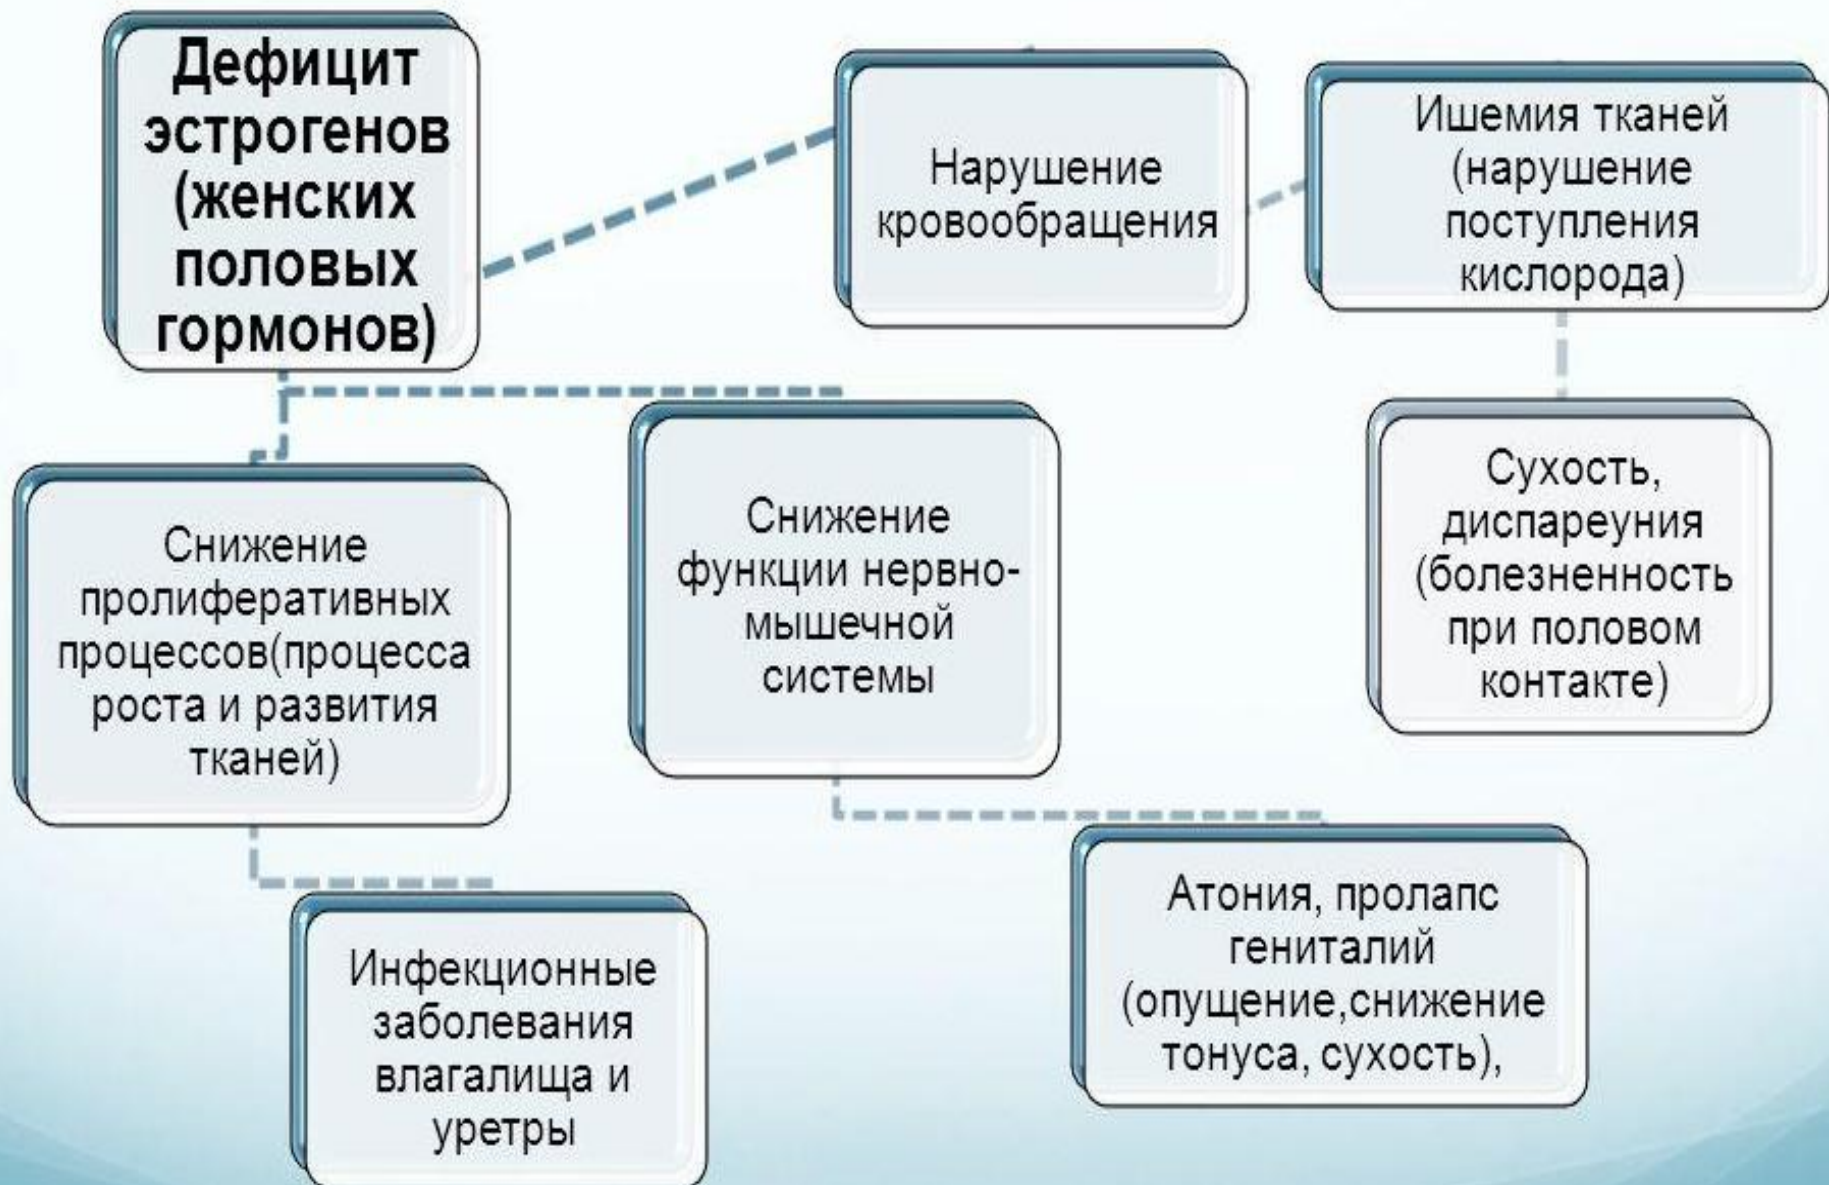 Дефицит
эстрогенов
(женских
половых
гормонов)
Нарушение
кровообращения
Ишемия тканей
(нарушение
поступления
кислорода)
Снижение
пролиферативных
процессов(процесса
роста и развития
тканей)
Снижение
функции нервно-
мышечной
системы
Сухость,
диспареуния
(болезненность
при половом
контакте)
Инфекционные
заболевания
влагалища и
уретры
Атония, пролапс
гениталий
(опущение,снижение
тонуса, сухость),